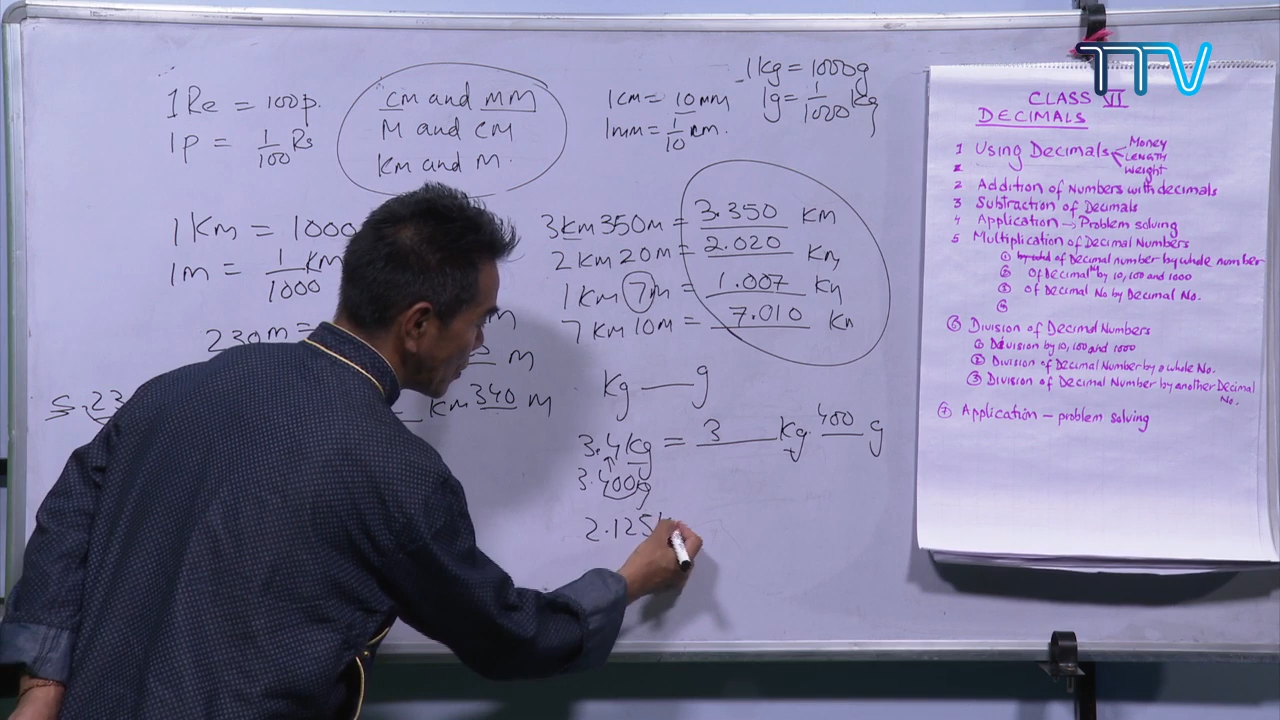 1Re = 100p.
1p = 1/100 Rs
CM and MM
M and CM
KM and M.
1CM = 10MM
1MM = 1/10 CM.
1Kg = 1000g
1g = 1/1000 kg
1KM = 1000
1m = 1/1000 KM
230M =
M
M
KM 340 M
3KM 350M = 3.350 KM
2 KM 20M = 2.020
1KM 7M = 1.007
7 KM 10M = 7.010
Kg — g
3.4kg = 3 kg 400 g
3.400g
2.125
TTV
CLASS VI
DECIMALS
1 Using Decimals Money
Length
Weight
2 Addition of Numbers with decimals
3 Subtraction of Decimals
4 Application → Problem solving
5 Multiplication of Decimal Numbers
① of Decimal number by whole number
② of Decimal No by 10, 100 and 1000
③ of Decimal No by Decimal No.
⑥ Division of Decimal Numbers
① Division by 10, 100 and 1000
② Division of Decimal Number by a whole No.
③ Division of Decimal Number by another Decimal
No.
⑦ Application – problem solving